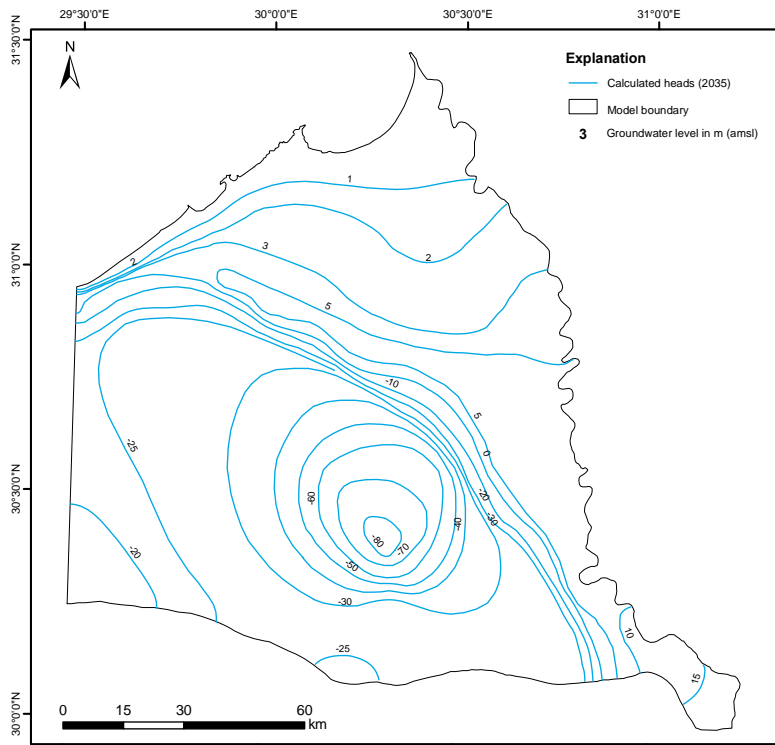 29°30'0"E 30°0'0"E 30°30'0"E 31°0'0"E
31°30'0"N
N
Explanation
Calculated heads (2035)
Model boundary
3 Groundwater level in m (amsl)
1
2
2
3
31°0'0"N
5
-10
5
-25
0
30°30'0"N
-60
-20
-30
-40
-80
-70
-20
-50
-30
10
-25
15
30°0'0"N
0 15 30 60
km